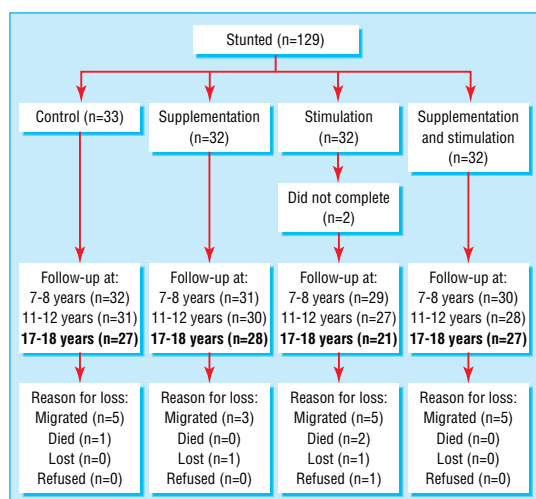 Stunted (n=129)
Control (n=33)
Supplementation
(n=32)
Stimulation
(n=32)
Supplementation
and stimulation
(n=32)
Did not complete
(n=2)
Follow-up at:
7-8 years (n=32)
11-12 years (n=31)
17-18 years (n=27)
Follow-up at:
7-8 years (n=31)
11-12 years (n=30)
17-18 years (n=28)
Follow-up at:
7-8 years (n=29)
11-12 years (n=27)
17-18 years (n=21)
Follow-up at:
7-8 years (n=30)
11-12 years (n=28)
17-18 years (n=27)
Reason for loss:
Migrated (n=5)
Died (n=1)
Lost (n=0)
Refused (n=0)
Reason for loss:
Migrated (n=3)
Died (n=0)
Lost (n=1)
Refused (n=0)
Reason for loss:
Migrated (n=5)
Died (n=2)
Lost (n=1)
Refused (n=1)
Reason for loss:
Migrated (n=5)
Died (n=0)
Lost (n=0)
Refused (n=0)